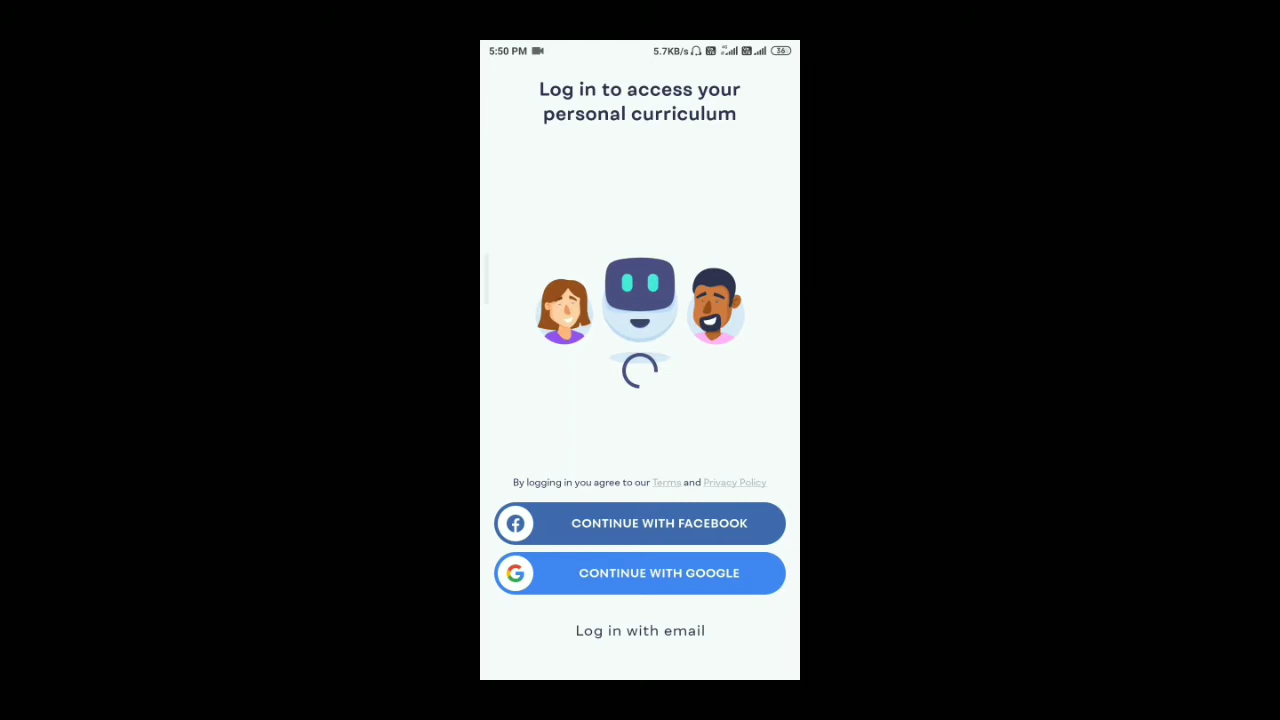 5:50 PM 5.7KB/s 36
Log in to access your
personal curriculum
By logging in you agree to our Terms and Privacy Policy
CONTINUE WITH FACEBOOK
CONTINUE WITH GOOGLE
Log in with email